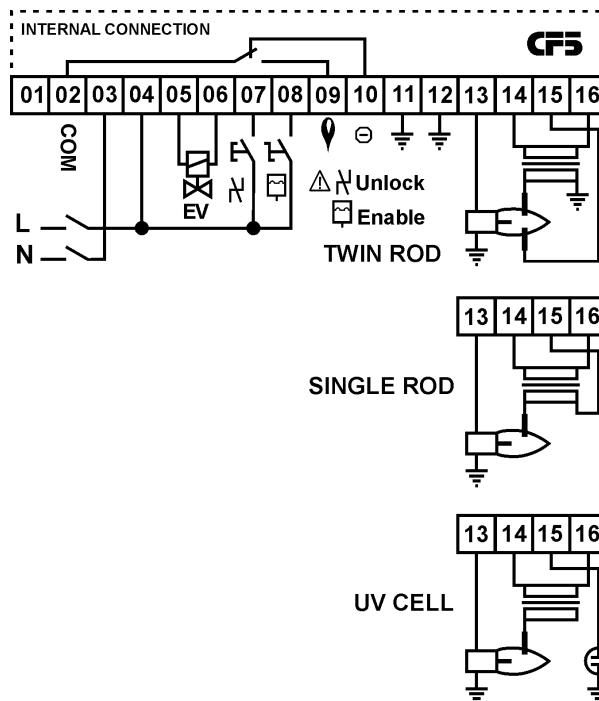 INTERNAL CONNECTION
CF5
01 02 03 04 05 06 07 08 09 10 11 12 13 14 15 16
COM
EV
Unlock
Enable
L
N
TWIN ROD
13 14 15 16
SINGLE ROD
13 14 15 16
UV CELL